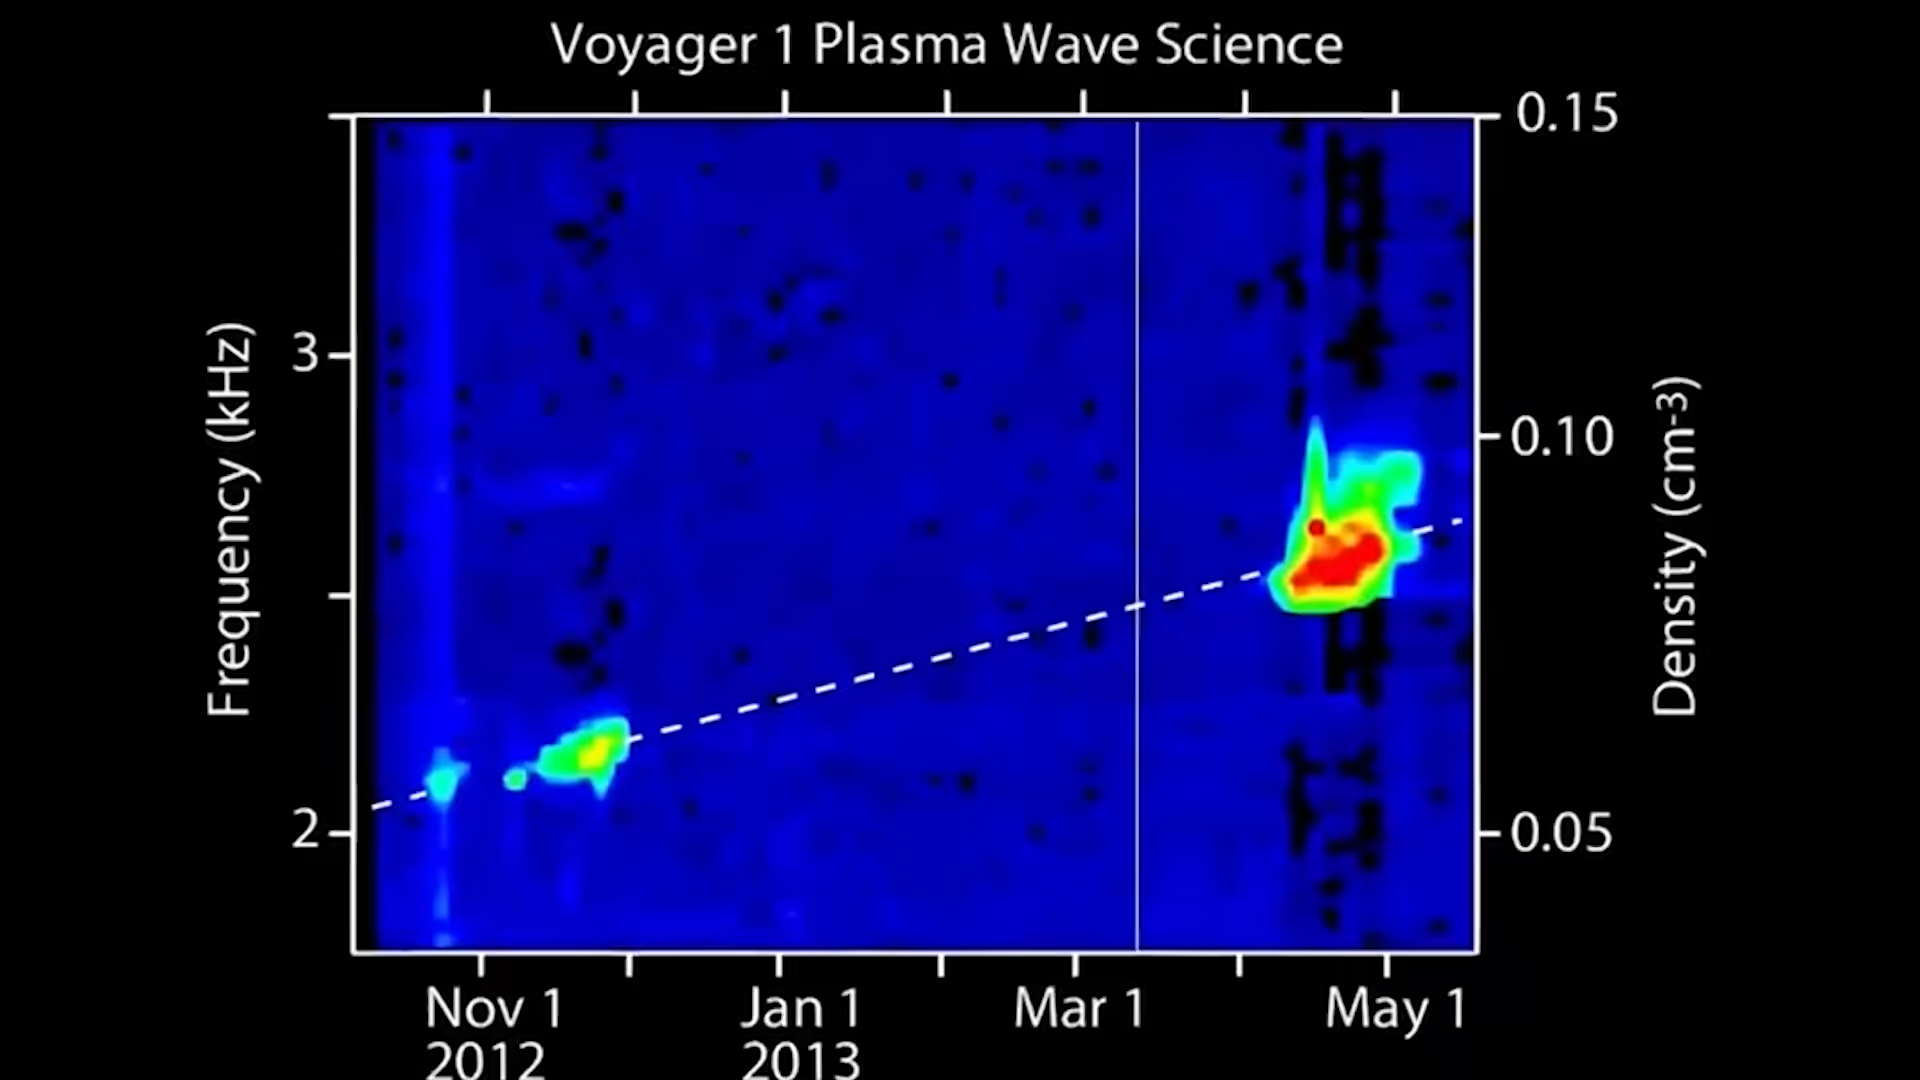 Voyager 1 Plasma Wave Science
Frequency (kHz)
3
2
0.15
0.10
0.05
Density (cm-3)
Nov 1
2012
Jan 1
2013
Mar 1
May 1